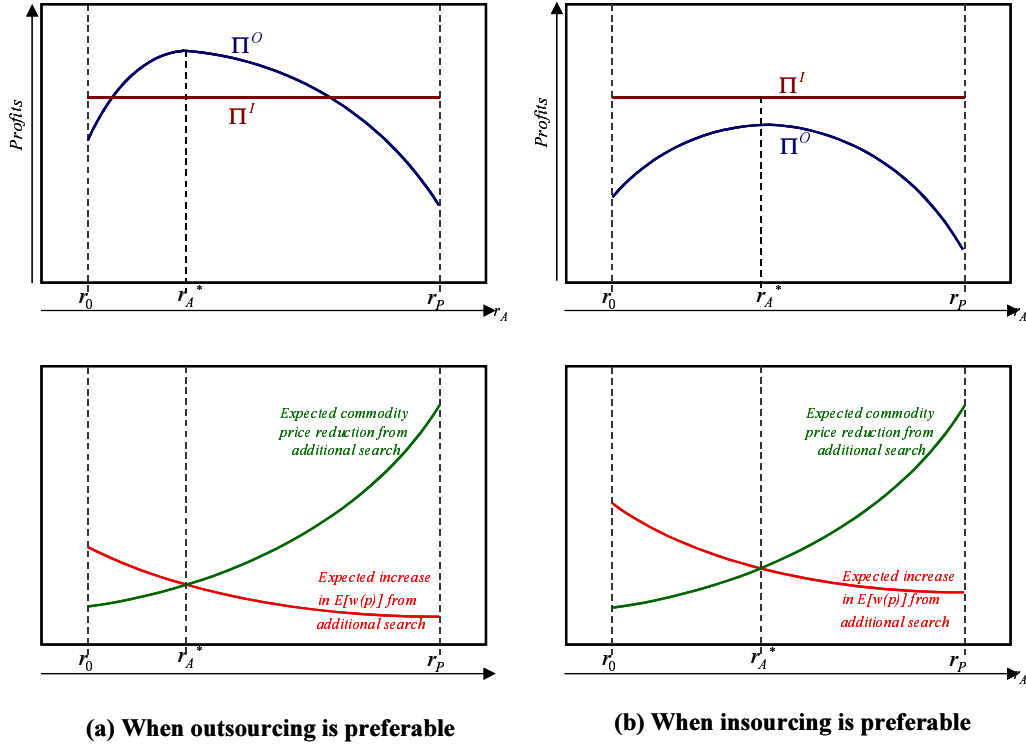 Profits
Π^O
Π^I
r_0
r_A*
r_P
r_A
Profits
Π^I
Π^O
r_0
r_A*
r_P
r_A
Expected commodity
price reduction from
additional search
Expected increase
in E[w(p)] from
additional search
r_0
r_A*
r_P
Expected commodity
price reduction from
additional search
Expected increase
in E[w(p)] from
additional search
r_0
r_A*
r_P
r_A
(a) When outsourcing is preferable
(b) When insourcing is preferable